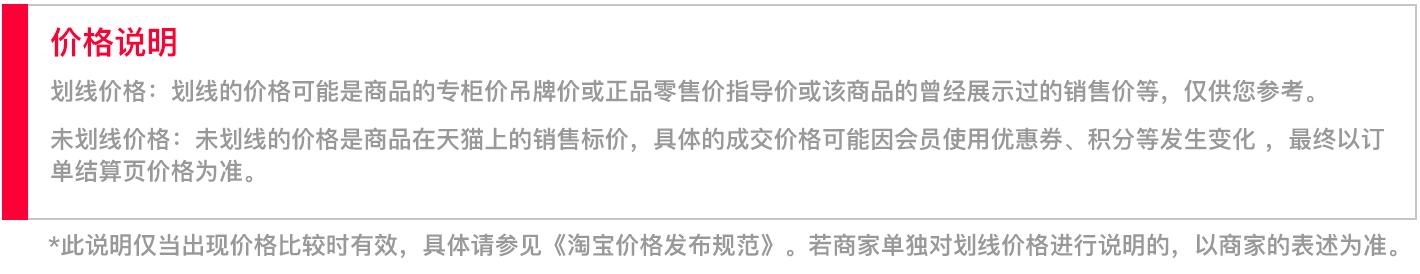 价格说明
划线价格：划线的价格可能是商品的专柜价吊牌价或正品零售价指导价或该商品的曾经展示过的销售价等，仅供您参考。
未划线价格：未划线的价格是商品在天猫上的销售标价，具体的成交价格可能因会员使用优惠券、积分等发生变化 ，最终以订
单结算页价格为准。
*此说明仅当出现价格比较时有效，具体请参见《淘宝价格发布规范》。若商家单独对划线价格进行说明的，以商家的表述为准。